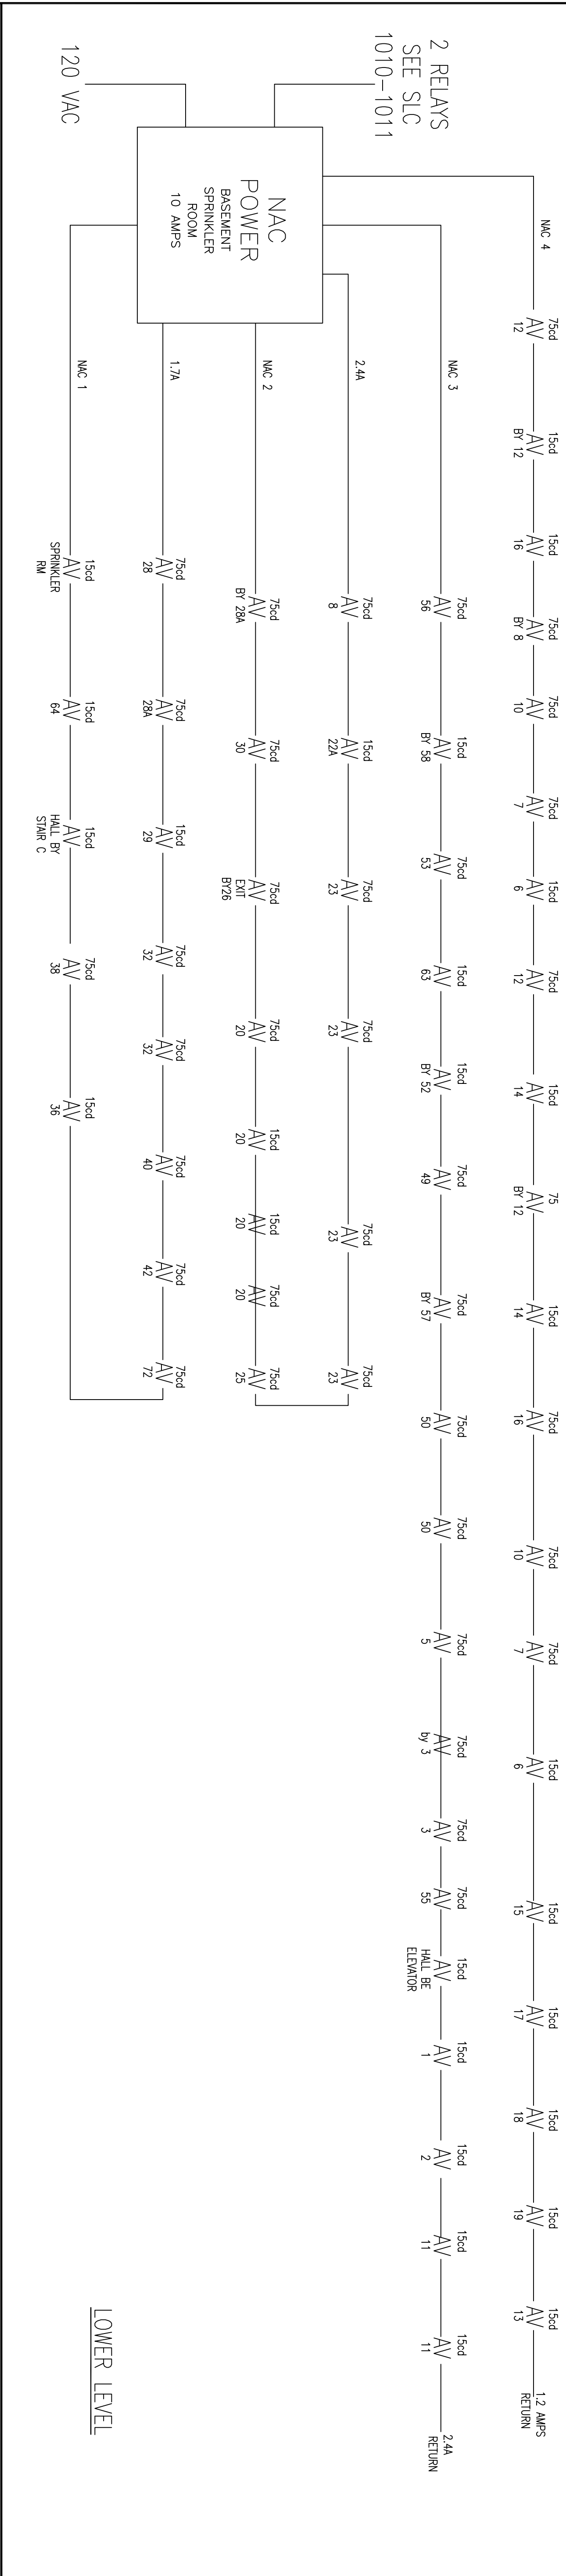 2 RELAYS
SEE SLC
1010-1011
120 VAC
NAC
POWER
BASEMENT
SPRINKLER
ROOM
10 AMPS
NAC 4
75cd
AV
12
15cd
AV
BY 12
15cd
AV
16
75cd
AV
BY 8
75cd
AV
10
75cd
AV
7
15cd
AV
6
75cd
AV
12
15cd
AV
14
75
AV
BY 12
15cd
AV
14
75cd
AV
16
75cd
AV
10
75cd
AV
7
15cd
AV
6
15cd
AV
15
15cd
AV
17
15cd
AV
18
15cd
AV
19
15cd
AV
13
1.2 AMPS
RETURN
NAC 3
75cd
AV
56
15cd
AV
BY 58
75cd
AV
53
15cd
AV
63
15cd
AV
BY 52
75cd
AV
49
75cd
AV
BY 57
75cd
AV
50
75cd
AV
50
75cd
AV
5
75cd
AV
by 3
75cd
AV
3
75cd
AV
55
15cd
AV
HALL BE
ELEVATOR
15cd
AV
1
15cd
AV
2
15cd
AV
11
15cd
AV
11
2.4A
RETURN
2.4A
75cd
AV
8
15cd
AV
22A
75cd
AV
23
75cd
AV
23
75cd
AV
23
75cd
AV
23
NAC 2
75cd
AV
BY 28A
75cd
AV
30
75cd
AV
EXIT
BY26
75cd
AV
20
15cd
AV
20
15cd
AV
20
75cd
AV
20
75cd
AV
25
1.7A
75cd
AV
28
75cd
AV
28A
15cd
AV
29
75cd
AV
32
75cd
AV
32
75cd
AV
40
75cd
AV
42
75cd
AV
72
NAC 1
15cd
AV
SPRINKLER
RM
15cd
AV
64
15cd
AV
HALL BY
STAIR C
75cd
AV
38
15cd
AV
36
LOWER LEVEL